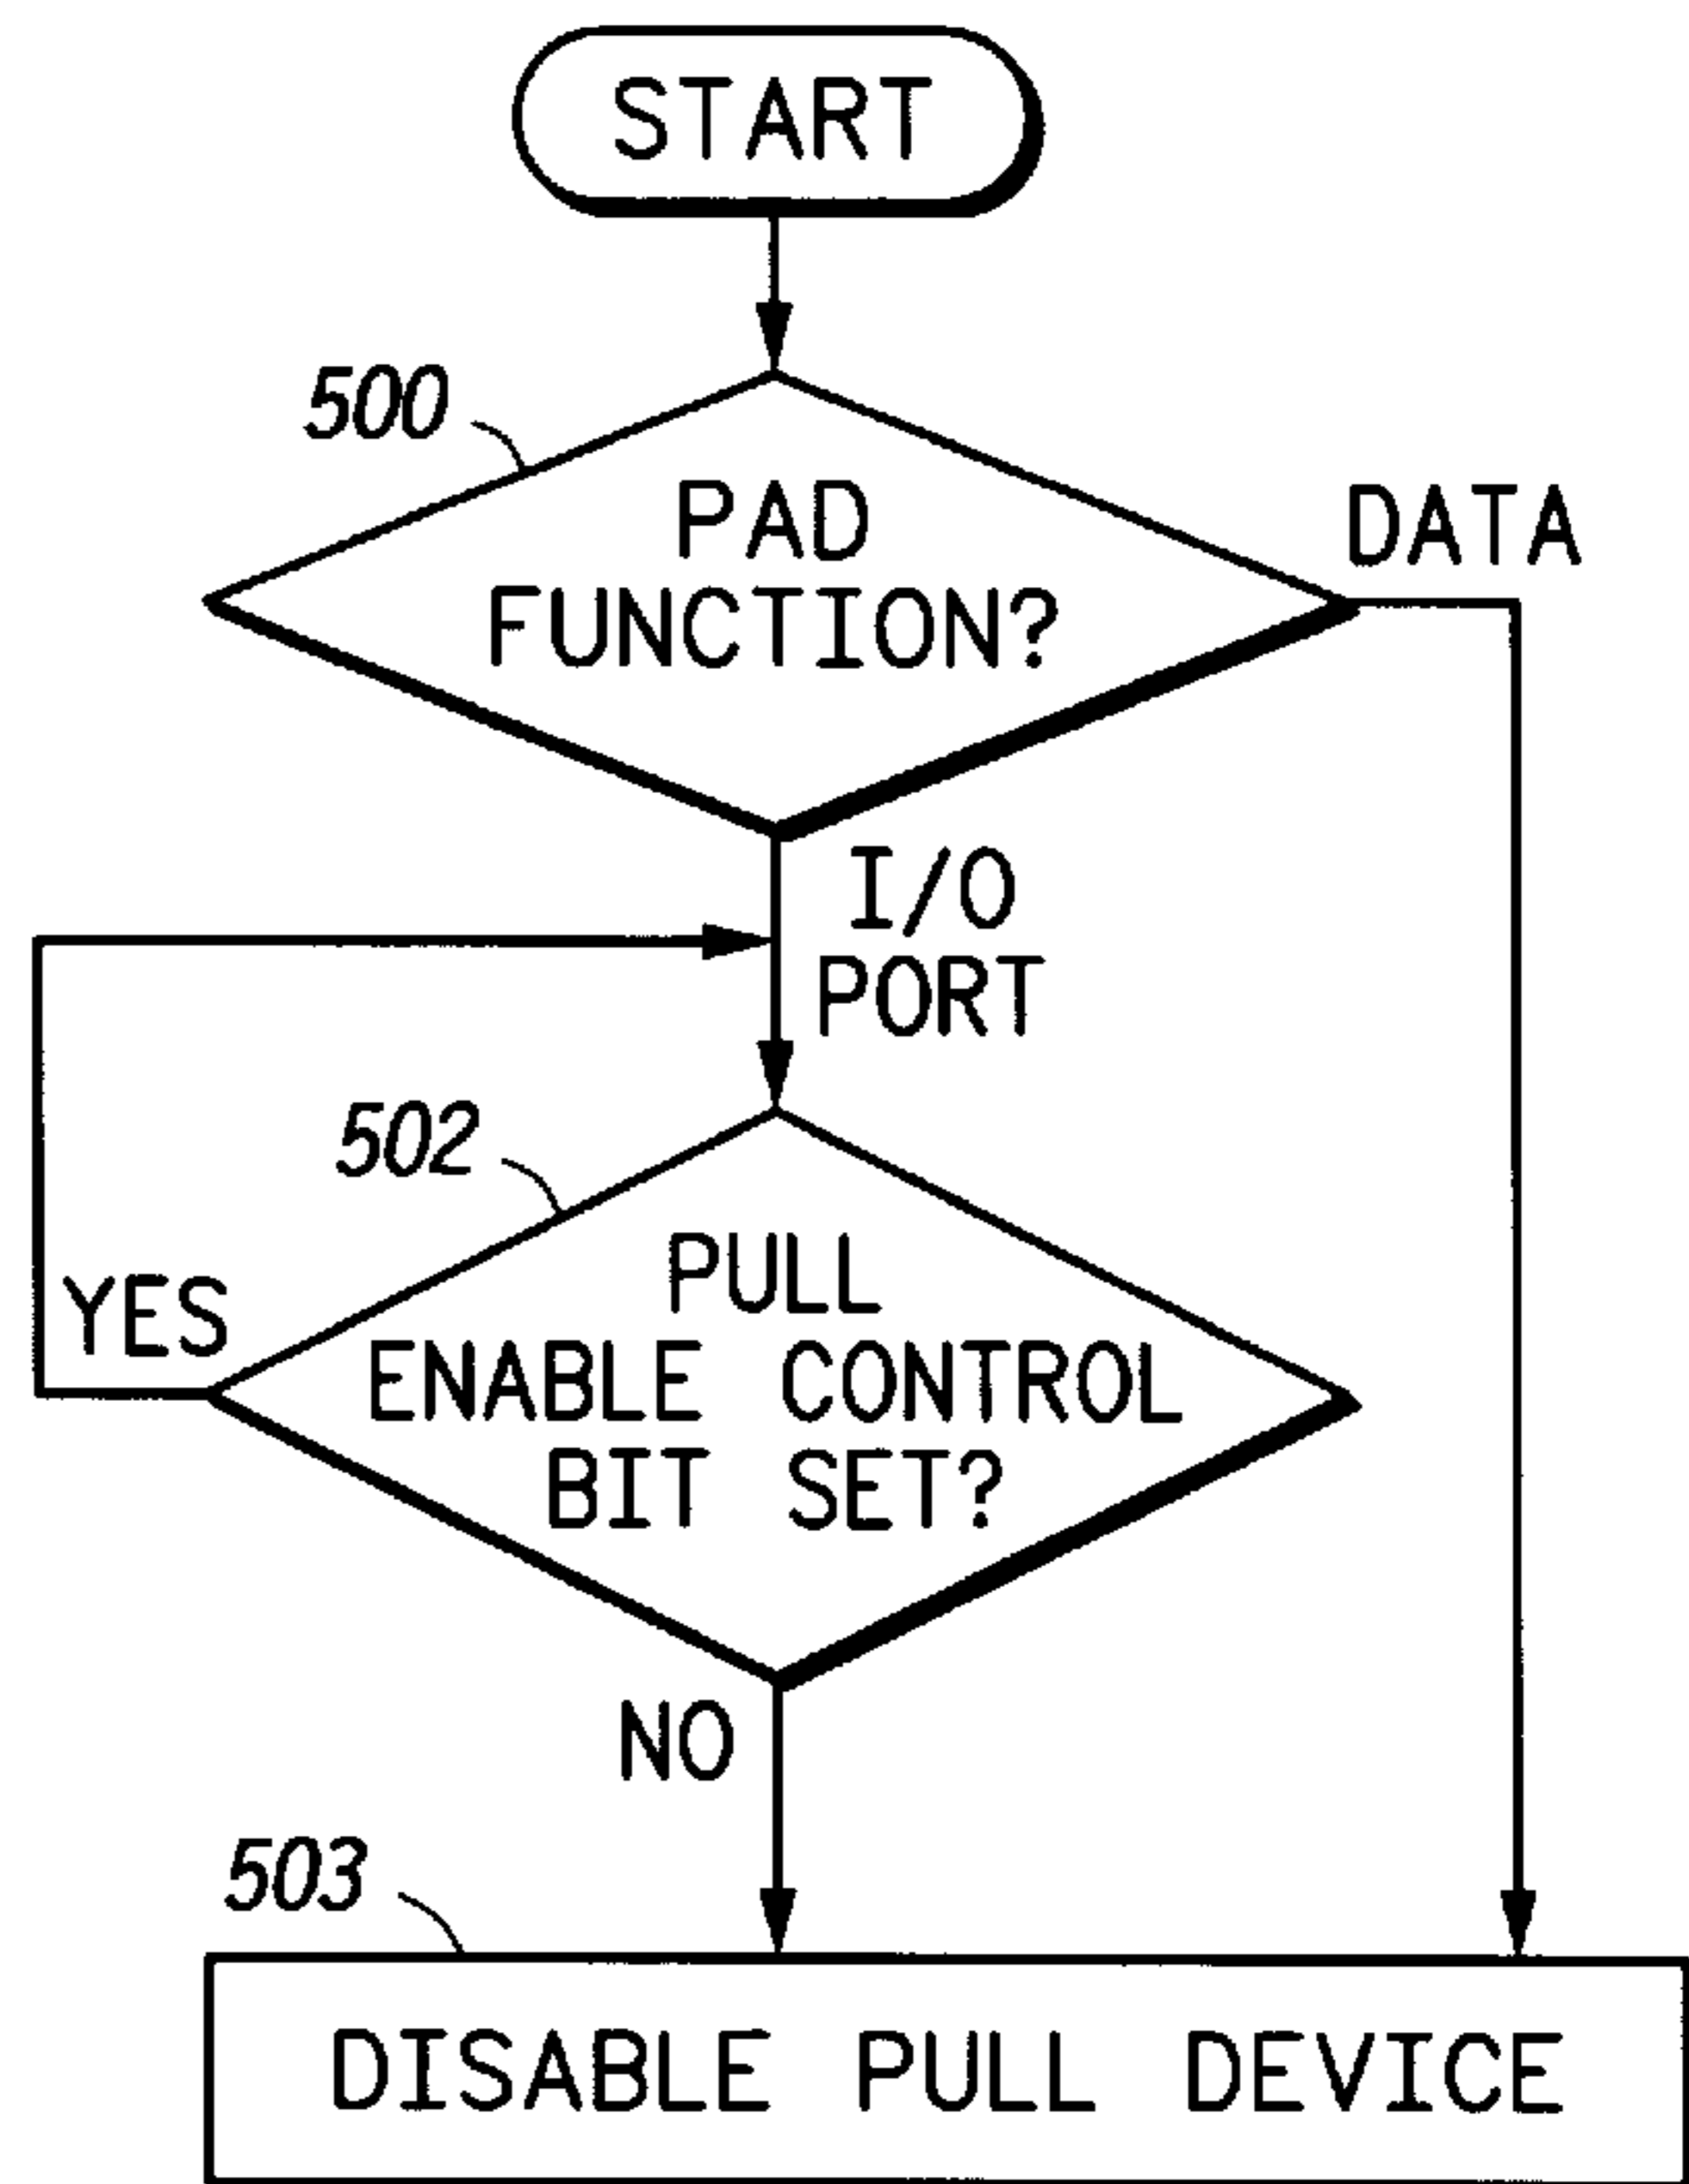 START
500
PAD
FUNCTION?
DATA
I/O
PORT
502
PULL
ENABLE CONTROL
BIT SET?
YES
NO
503
DISABLE PULL DEVICE